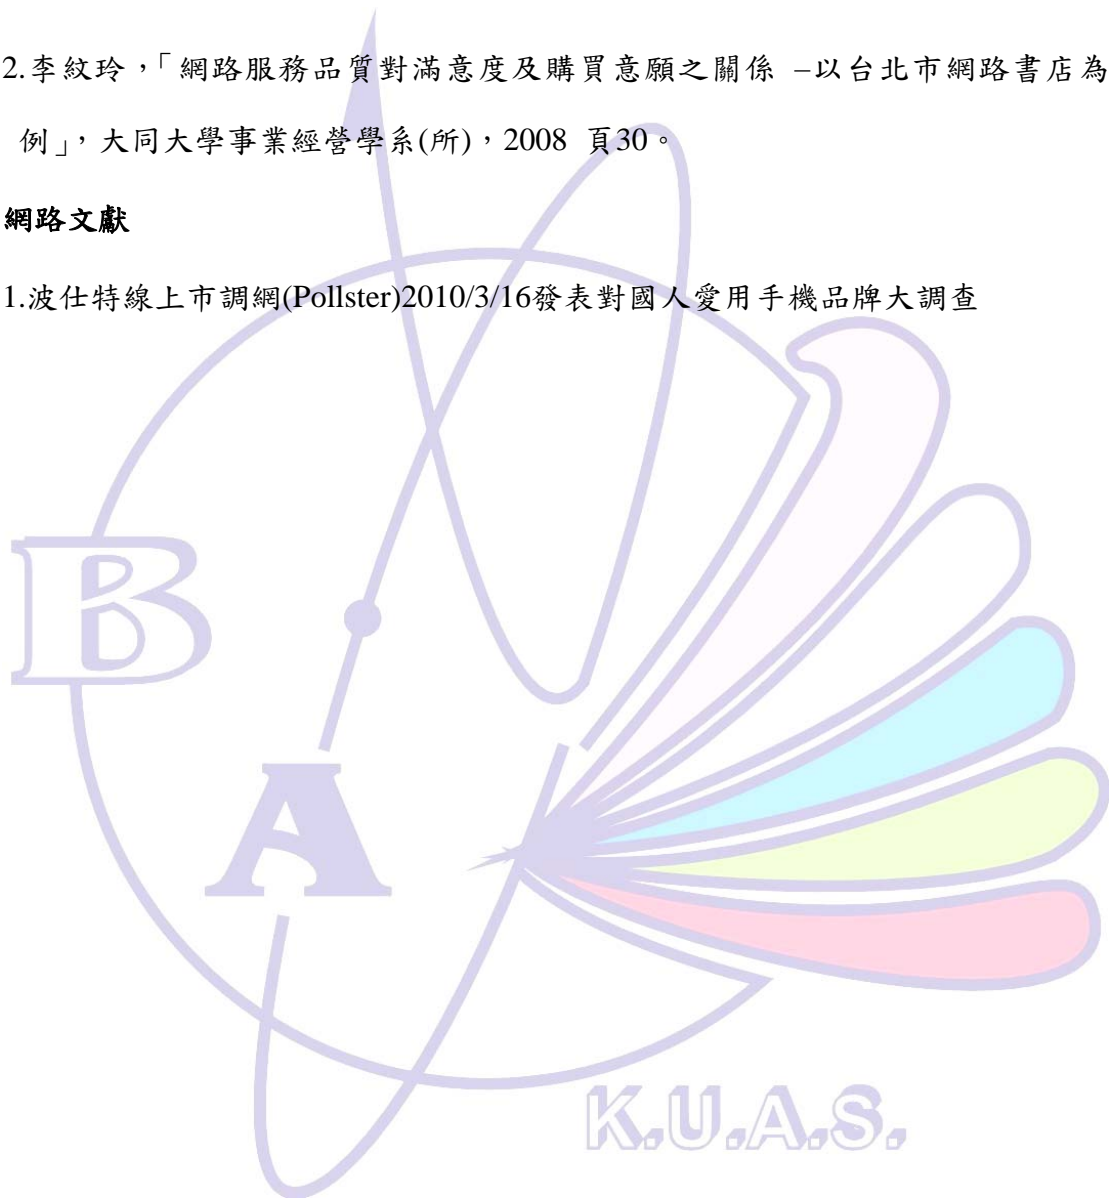 2.李紋玲，「網路服務品質對滿意度及購買意願之關係 –以台北市網路書店為
例」，大同大學事業經營學系(所)，2008 頁30。
網路文獻
1.波仕特線上市調網(Pollster)2010/3/16發表對國人愛用手機品牌大調查
B
A
K.U.A.S.